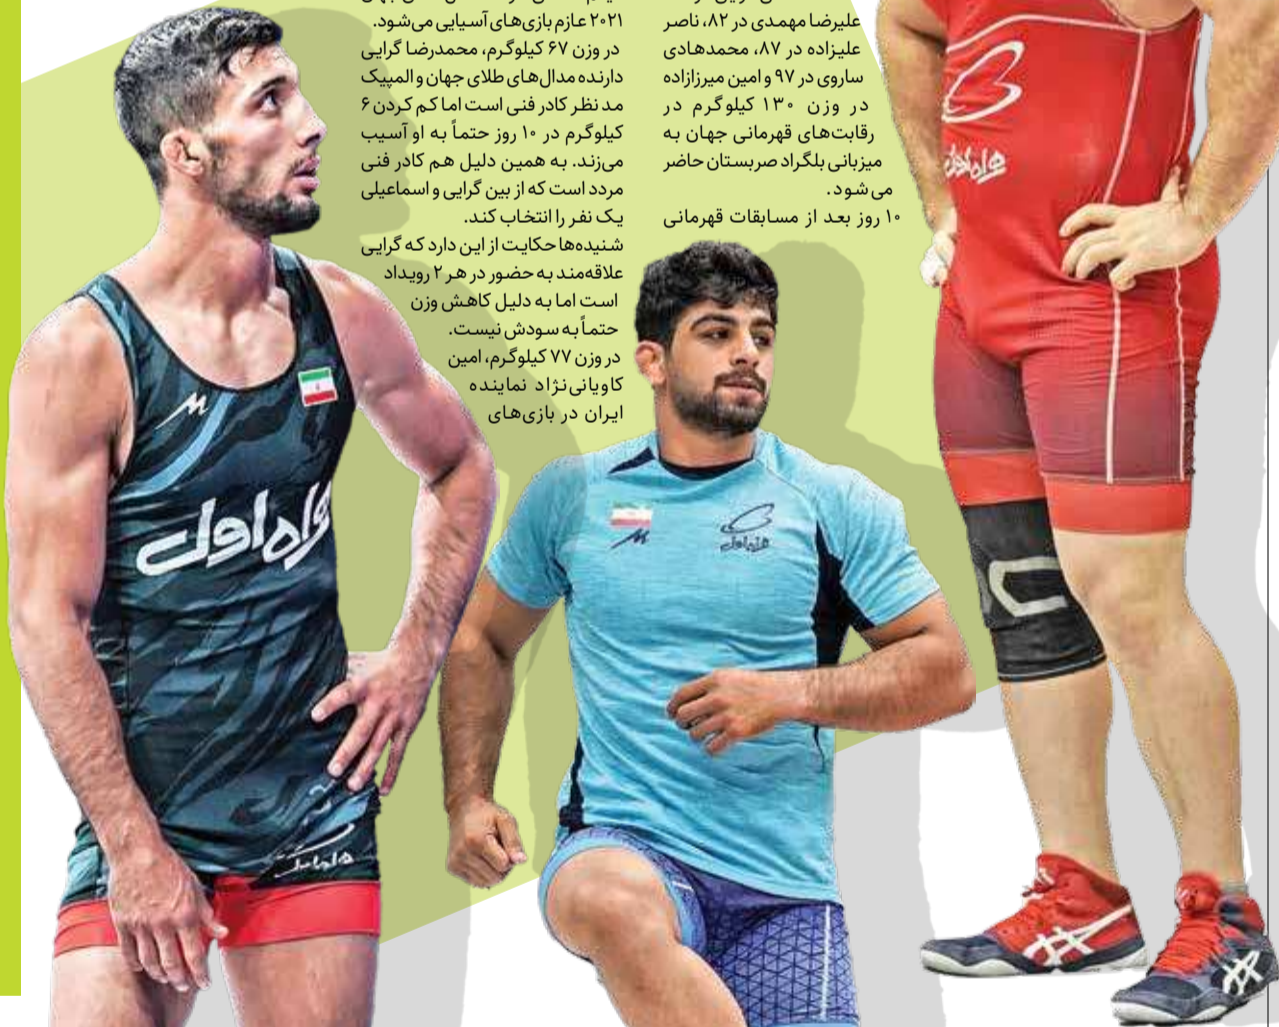 علیرضا مهمدی در ۸۲، ناصر
علیزاده در ۸۷، محمدهادی
ساروی در ۹۷ و امین میرزازاده
در وزن ۱۳۰ کیلوگرم در
رقابت‌های قهرمانی جهان به
میزبانی بلگراد صربستان حاضر
می‌شود.
۱۰ روز بعد از مسابقات قهرمانی
۲۰۲۱ عازم بازی‌های آسیایی می‌شود.
در وزن ۶۷ کیلوگرم، محمدرضا گرایی
دارنده مدال‌های طلای جهان و المپیک
مد نظر کادر فنی است اما کم کردن ۶
کیلوگرم در ۱۰ روز حتماً به او آسیب
می‌زند. به همین دلیل هم کادر فنی
مردد است که از بین گرایی و اسماعیلی
یک نفر را انتخاب کند.
شنیده‌ها حکایت از این دارد که گرایی
علاقه‌مند به حضور در هر ۲ رویداد
است اما به دلیل کاهش وزن
حتماً به سودش نیست.
در وزن ۷۷ کیلوگرم، امین
کاویانی‌نژاد نماینده
ایران در بازی‌های
همراه اول
همراه اول
همراه اول